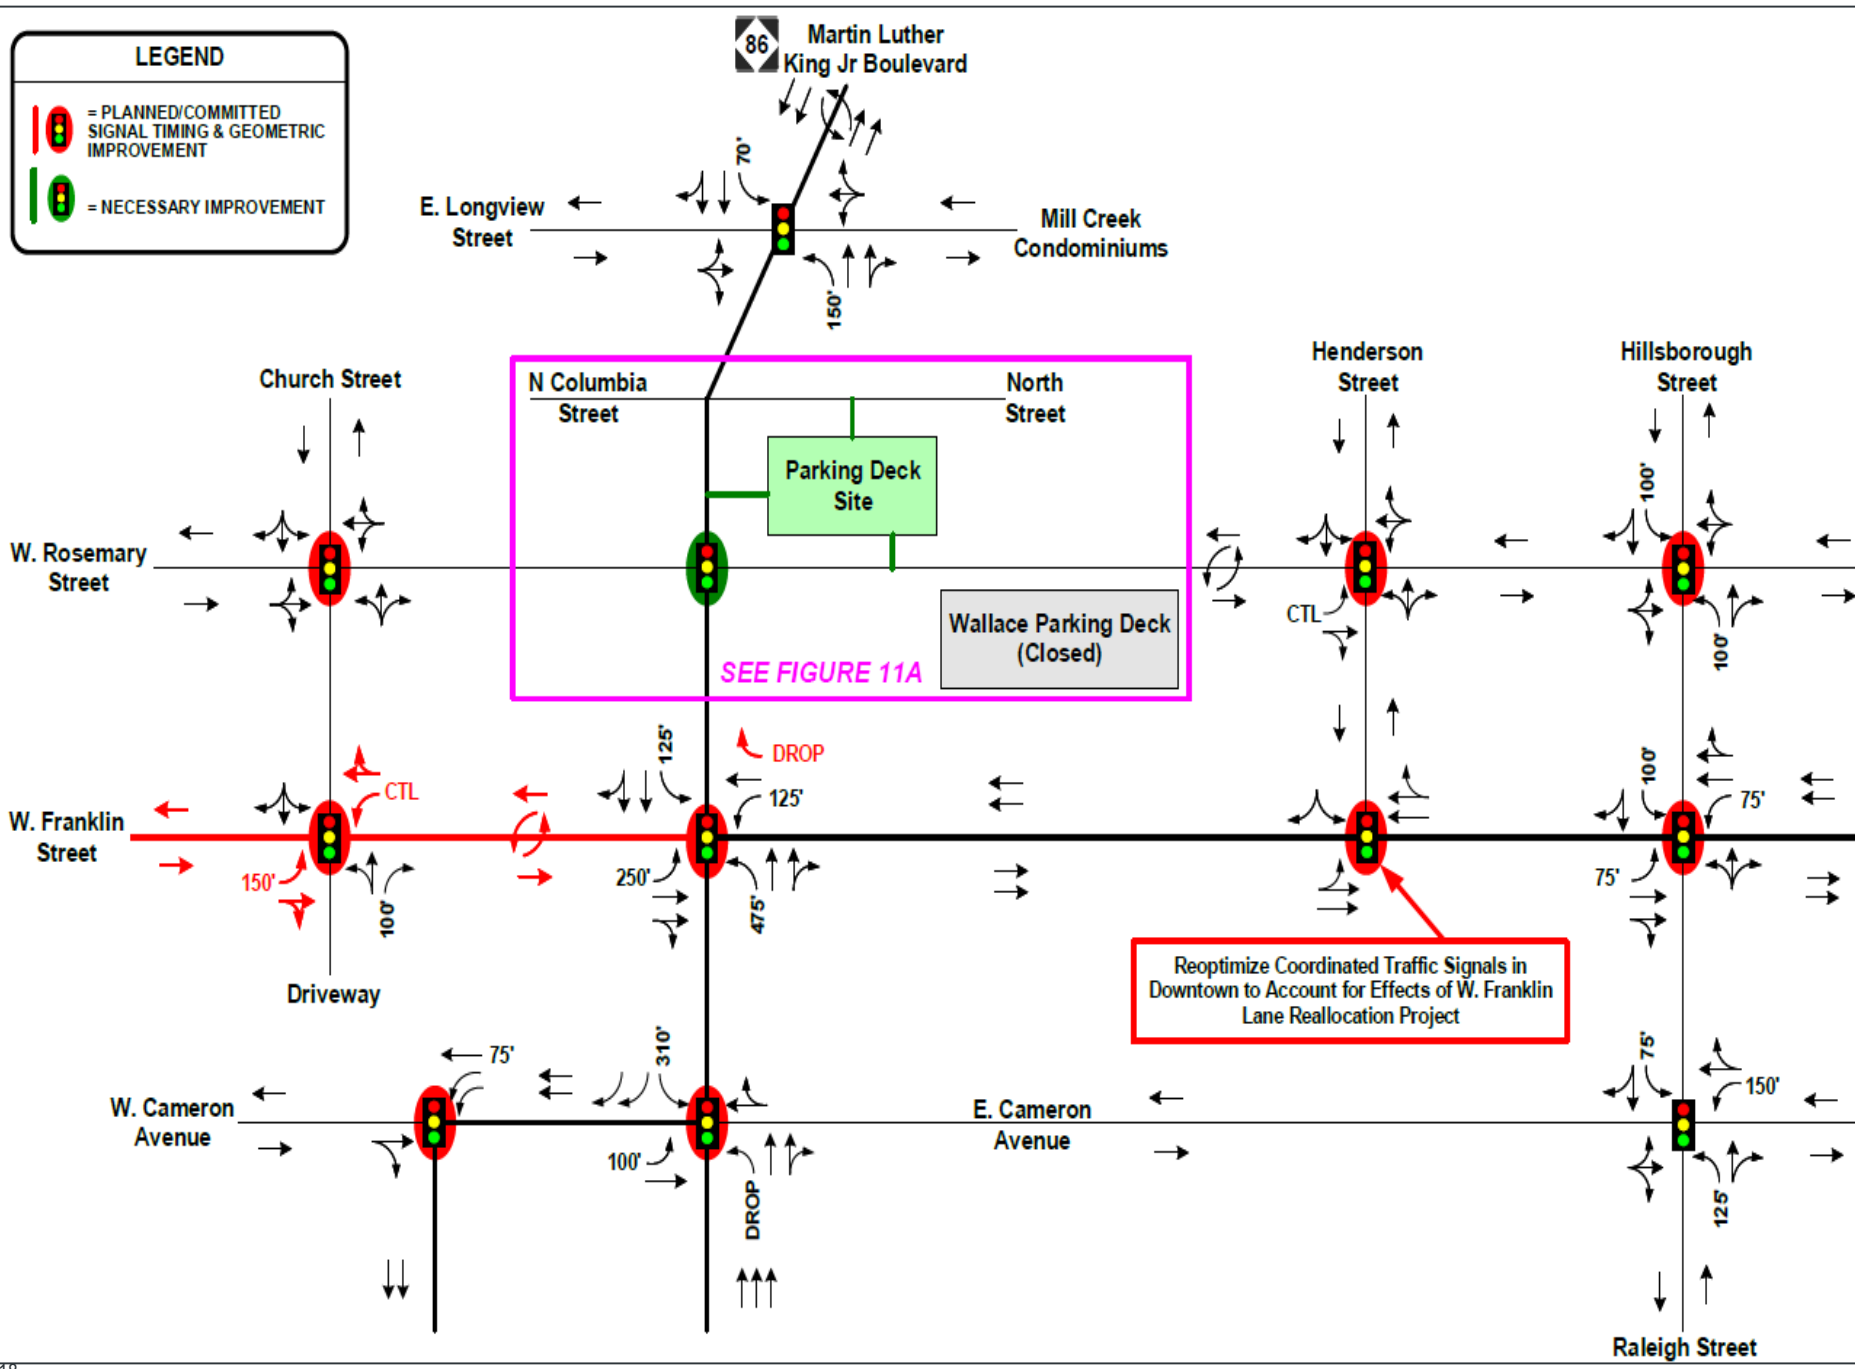 LEGEND
= PLANNED/COMMITTED
SIGNAL TIMING & GEOMETRIC
IMPROVEMENT
= NECESSARY IMPROVEMENT
86
Martin Luther
King Jr Boulevard
70'
E. Longview
Street
Mill Creek
Condominiums
150'
Church Street
N Columbia
Street
North
Street
Henderson
Street
Hillsborough
Street
Parking Deck
Site
100'
W. Rosemary
Street
CTL
Wallace Parking Deck
(Closed)
100'
SEE FIGURE 11A
125'
DROP
100'
CTL
125'
75'
W. Franklin
Street
150'
100'
250'
475'
75'
Driveway
Reoptimize Coordinated Traffic Signals in
Downtown to Account for Effects of W. Franklin
Lane Reallocation Project
75'
310'
75'
150'
W. Cameron
Avenue
E. Cameron
Avenue
100'
DROP
125'
Raleigh Street